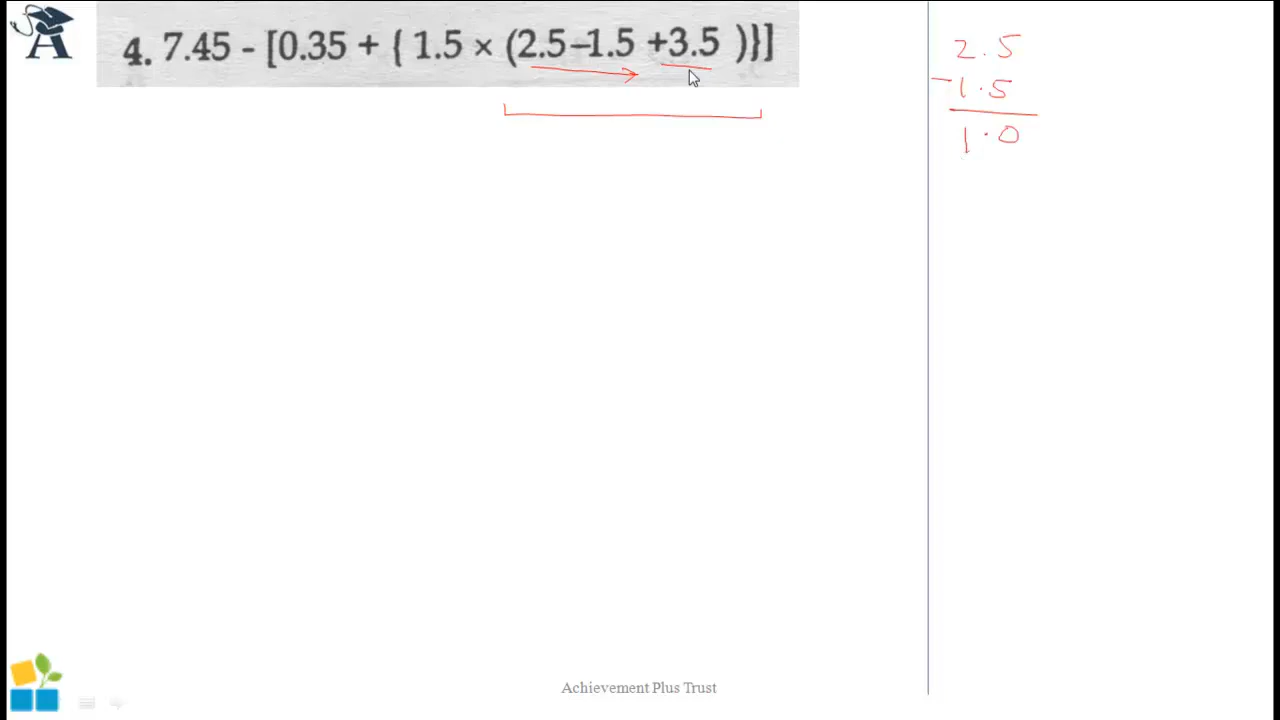 4. 7.45 - [0.35 + { 1.5 × (2.5–1.5 +3.5 )}]
2.5
- 1.5
1.0
Achievement Plus Trust